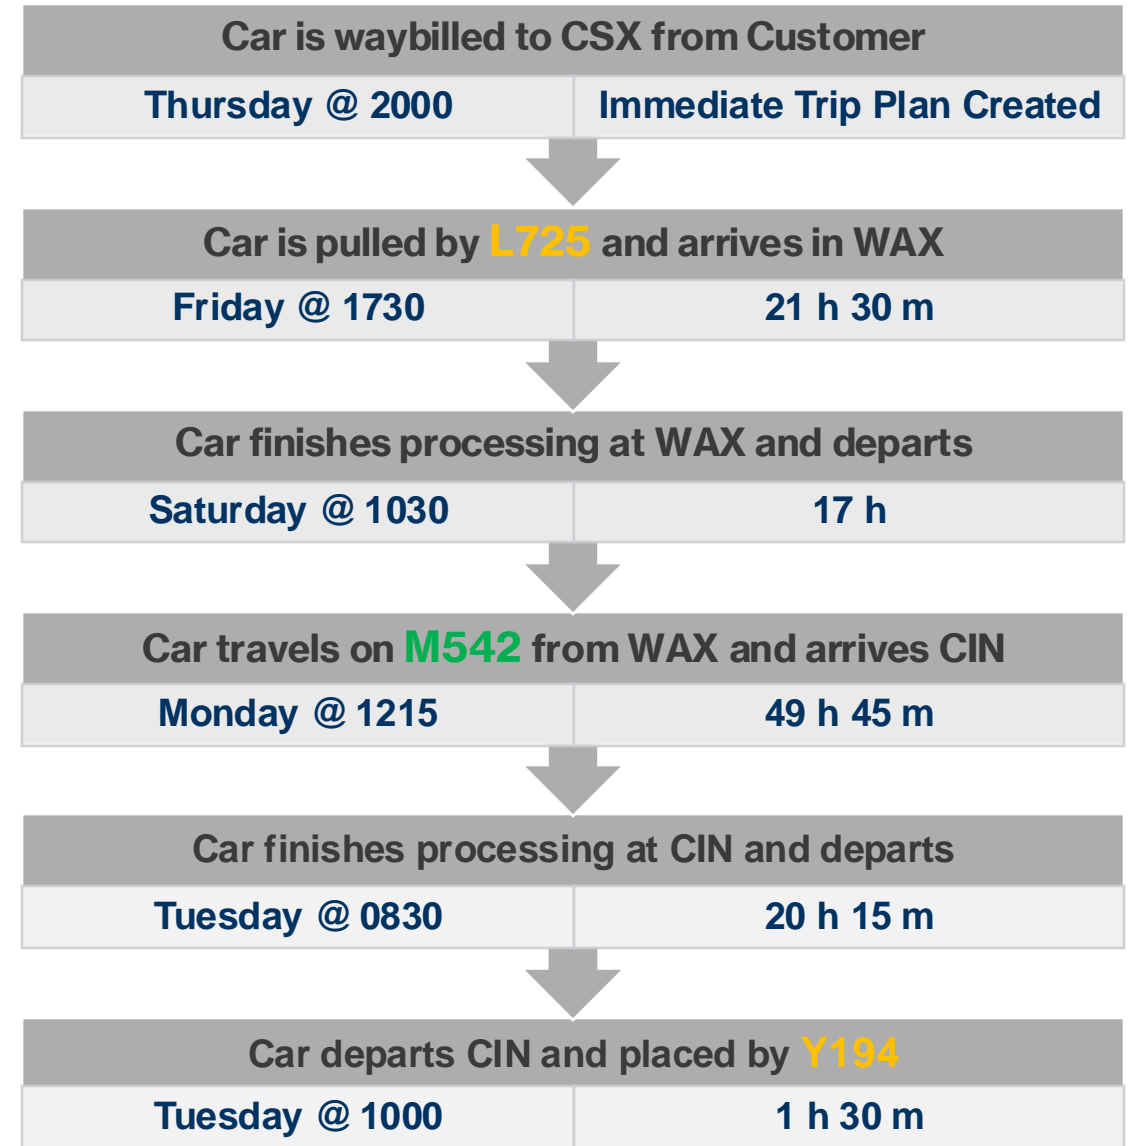 Car is waybilled to CSX from Customer
Thursday @ 2000 Immediate Trip Plan Created
Car is pulled by L725 and arrives in WAX
Friday @ 1730 21 h 30 m
Car finishes processing at WAX and departs
Saturday @ 1030 17 h
Car travels on M542 from WAX and arrives CIN
Monday @ 1215 49 h 45 m
Car finishes processing at CIN and departs
Tuesday @ 0830 20 h 15 m
Car departs CIN and placed by Y194
Tuesday @ 1000 1 h 30 m